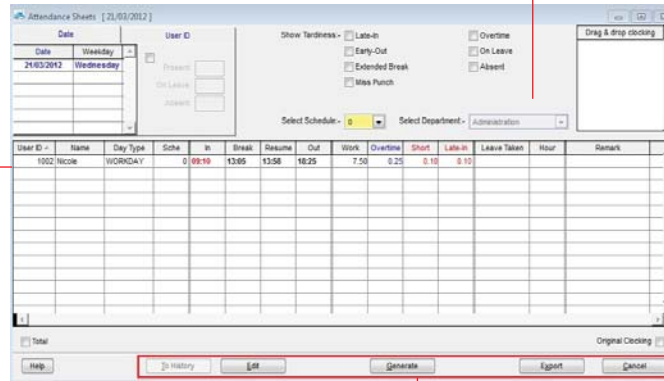 Attendance Sheets [ 21/03/2012 ]
Date
User ID
Show Tardiness:-
Late-In
Overtime
Drag & drop clocking
Date Weekday
Early-Out
On Leave
21/03/2012 Wednesday
Present
Extended Break
Absent
On Leave
Miss Punch
Absent
Select Schedule:- 0
Select Department:- Administration
User ID Name Day Type Sche In Break Resume Out Work Overtime Short Late-In Leave Taken Hour Remark
1002 Nicole WORKDAY 0 09:10 13:05 13:58 18:25 7.50 0.25 0.10 0.10
Total
Original Clocking
Help To History Edit Generate Export Cancel